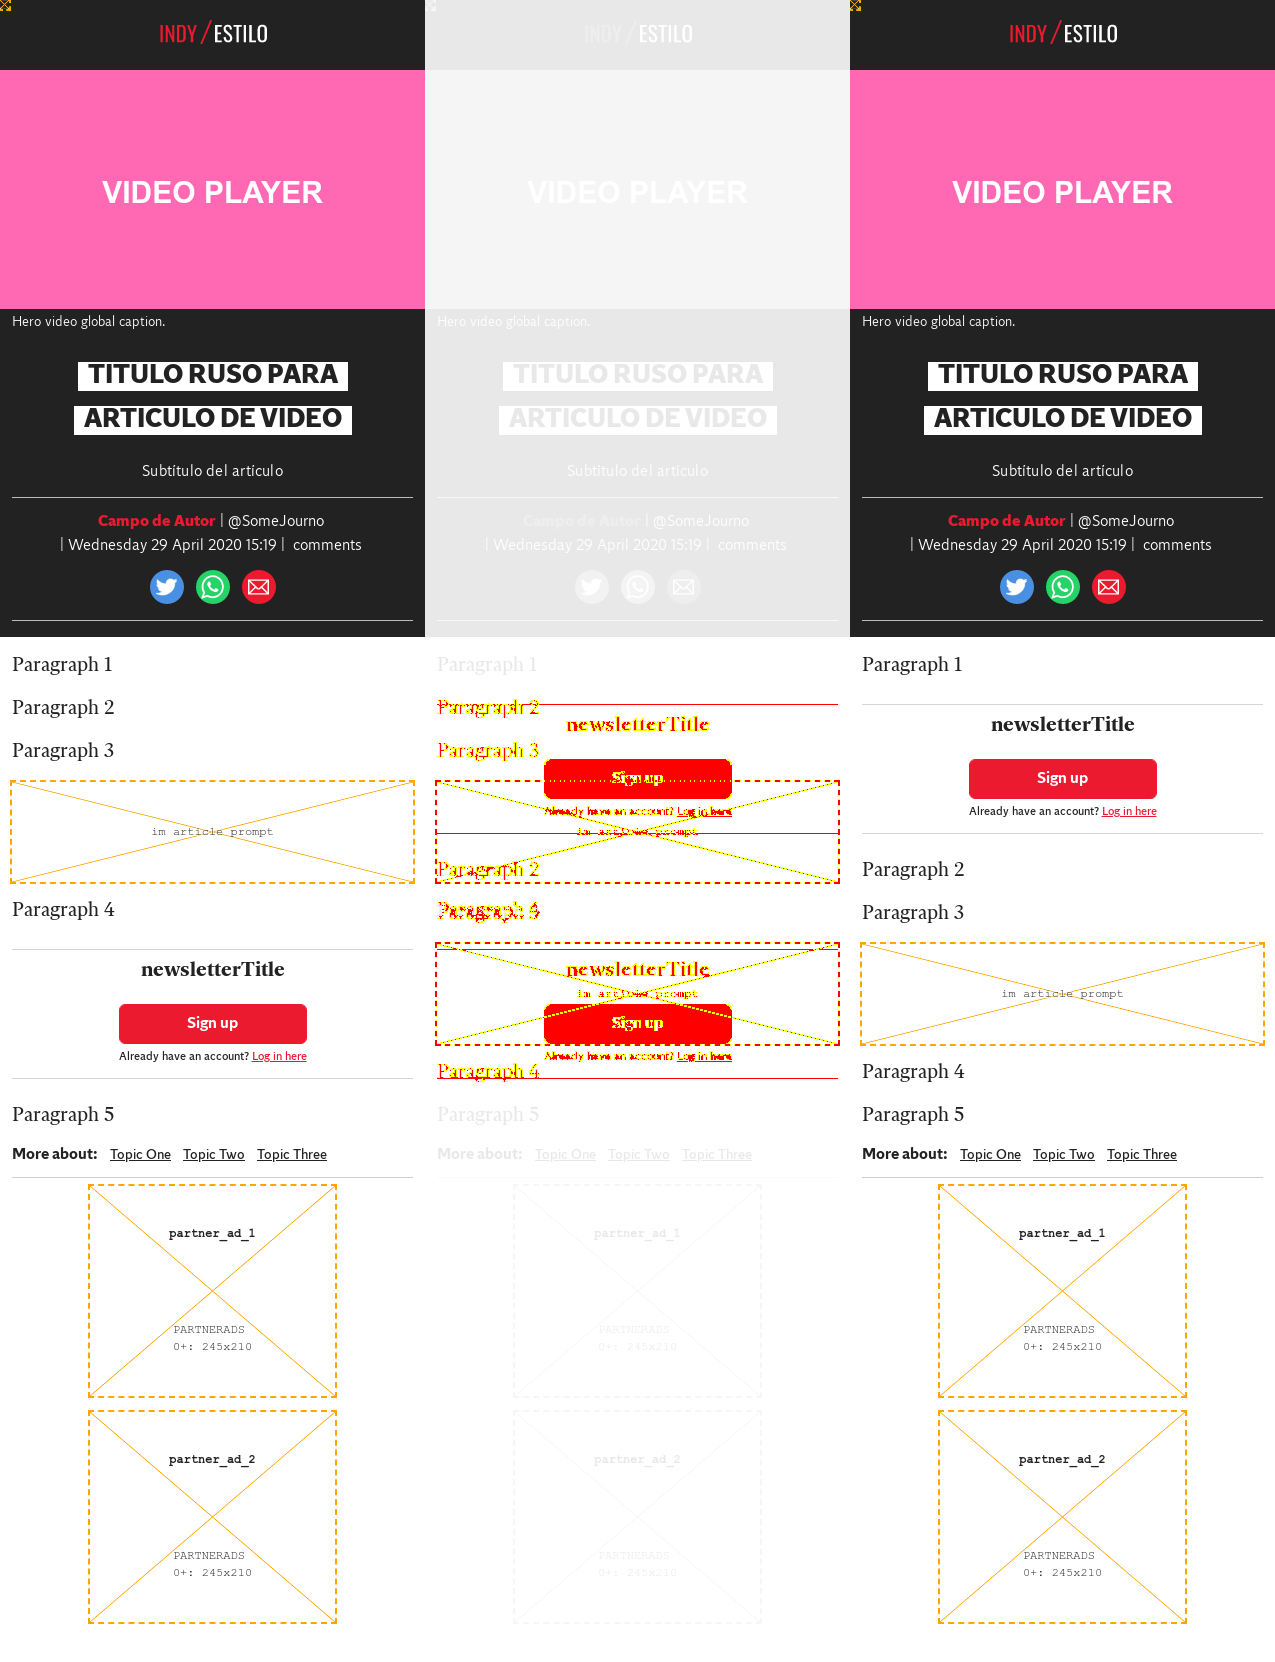 INDY/ESTILO
VIDEO PLAYER
Hero video global caption.
TITULO RUSO PARA
ARTICULO DE VIDEO
Subtítulo del artículo
Campo de Autor | @SomeJourno
| Wednesday 29 April 2020 15:19 | comments
Paragraph 1
Paragraph 2
Paragraph 3
im article prompt
Paragraph 4
newsletterTitle
Sign up
Already have an account? Log in here
Paragraph 5
More about: Topic One Topic Two Topic Three
partner_ad_1
PARTNERADS
0+: 245x210
partner_ad_2
PARTNERADS
0+: 245x210
INDY/ESTILO
VIDEO PLAYER
Hero video global caption.
TITULO RUSO PARA
ARTICULO DE VIDEO
Subtítulo del artículo
Campo de Autor | @SomeJourno
| Wednesday 29 April 2020 15:19 | comments
Paragraph 1
Paragraph 2
newsletterTitle
Paragraph 3
Sign up
Already have an account? Log in here
im article prompt
Paragraph 2
Paragraph
newsletterTitle
im article prompt
Sign up
Already have an account? Log in here
Paragraph 4
Paragraph 5
More about: Topic One Topic Two Topic Three
partner_ad_1
PARTNERADS
0+: 245x210
partner_ad_2
PARTNERADS
0+: 245x210
INDY/ESTILO
VIDEO PLAYER
Hero video global caption.
TITULO RUSO PARA
ARTICULO DE VIDEO
Subtítulo del artículo
Campo de Autor | @SomeJourno
| Wednesday 29 April 2020 15:19 | comments
Paragraph 1
newsletterTitle
Sign up
Already have an account? Log in here
Paragraph 2
Paragraph 3
im article prompt
Paragraph 4
Paragraph 5
More about: Topic One Topic Two Topic Three
partner_ad_1
PARTNERADS
0+: 245x210
partner_ad_2
PARTNERADS
0+: 245x210